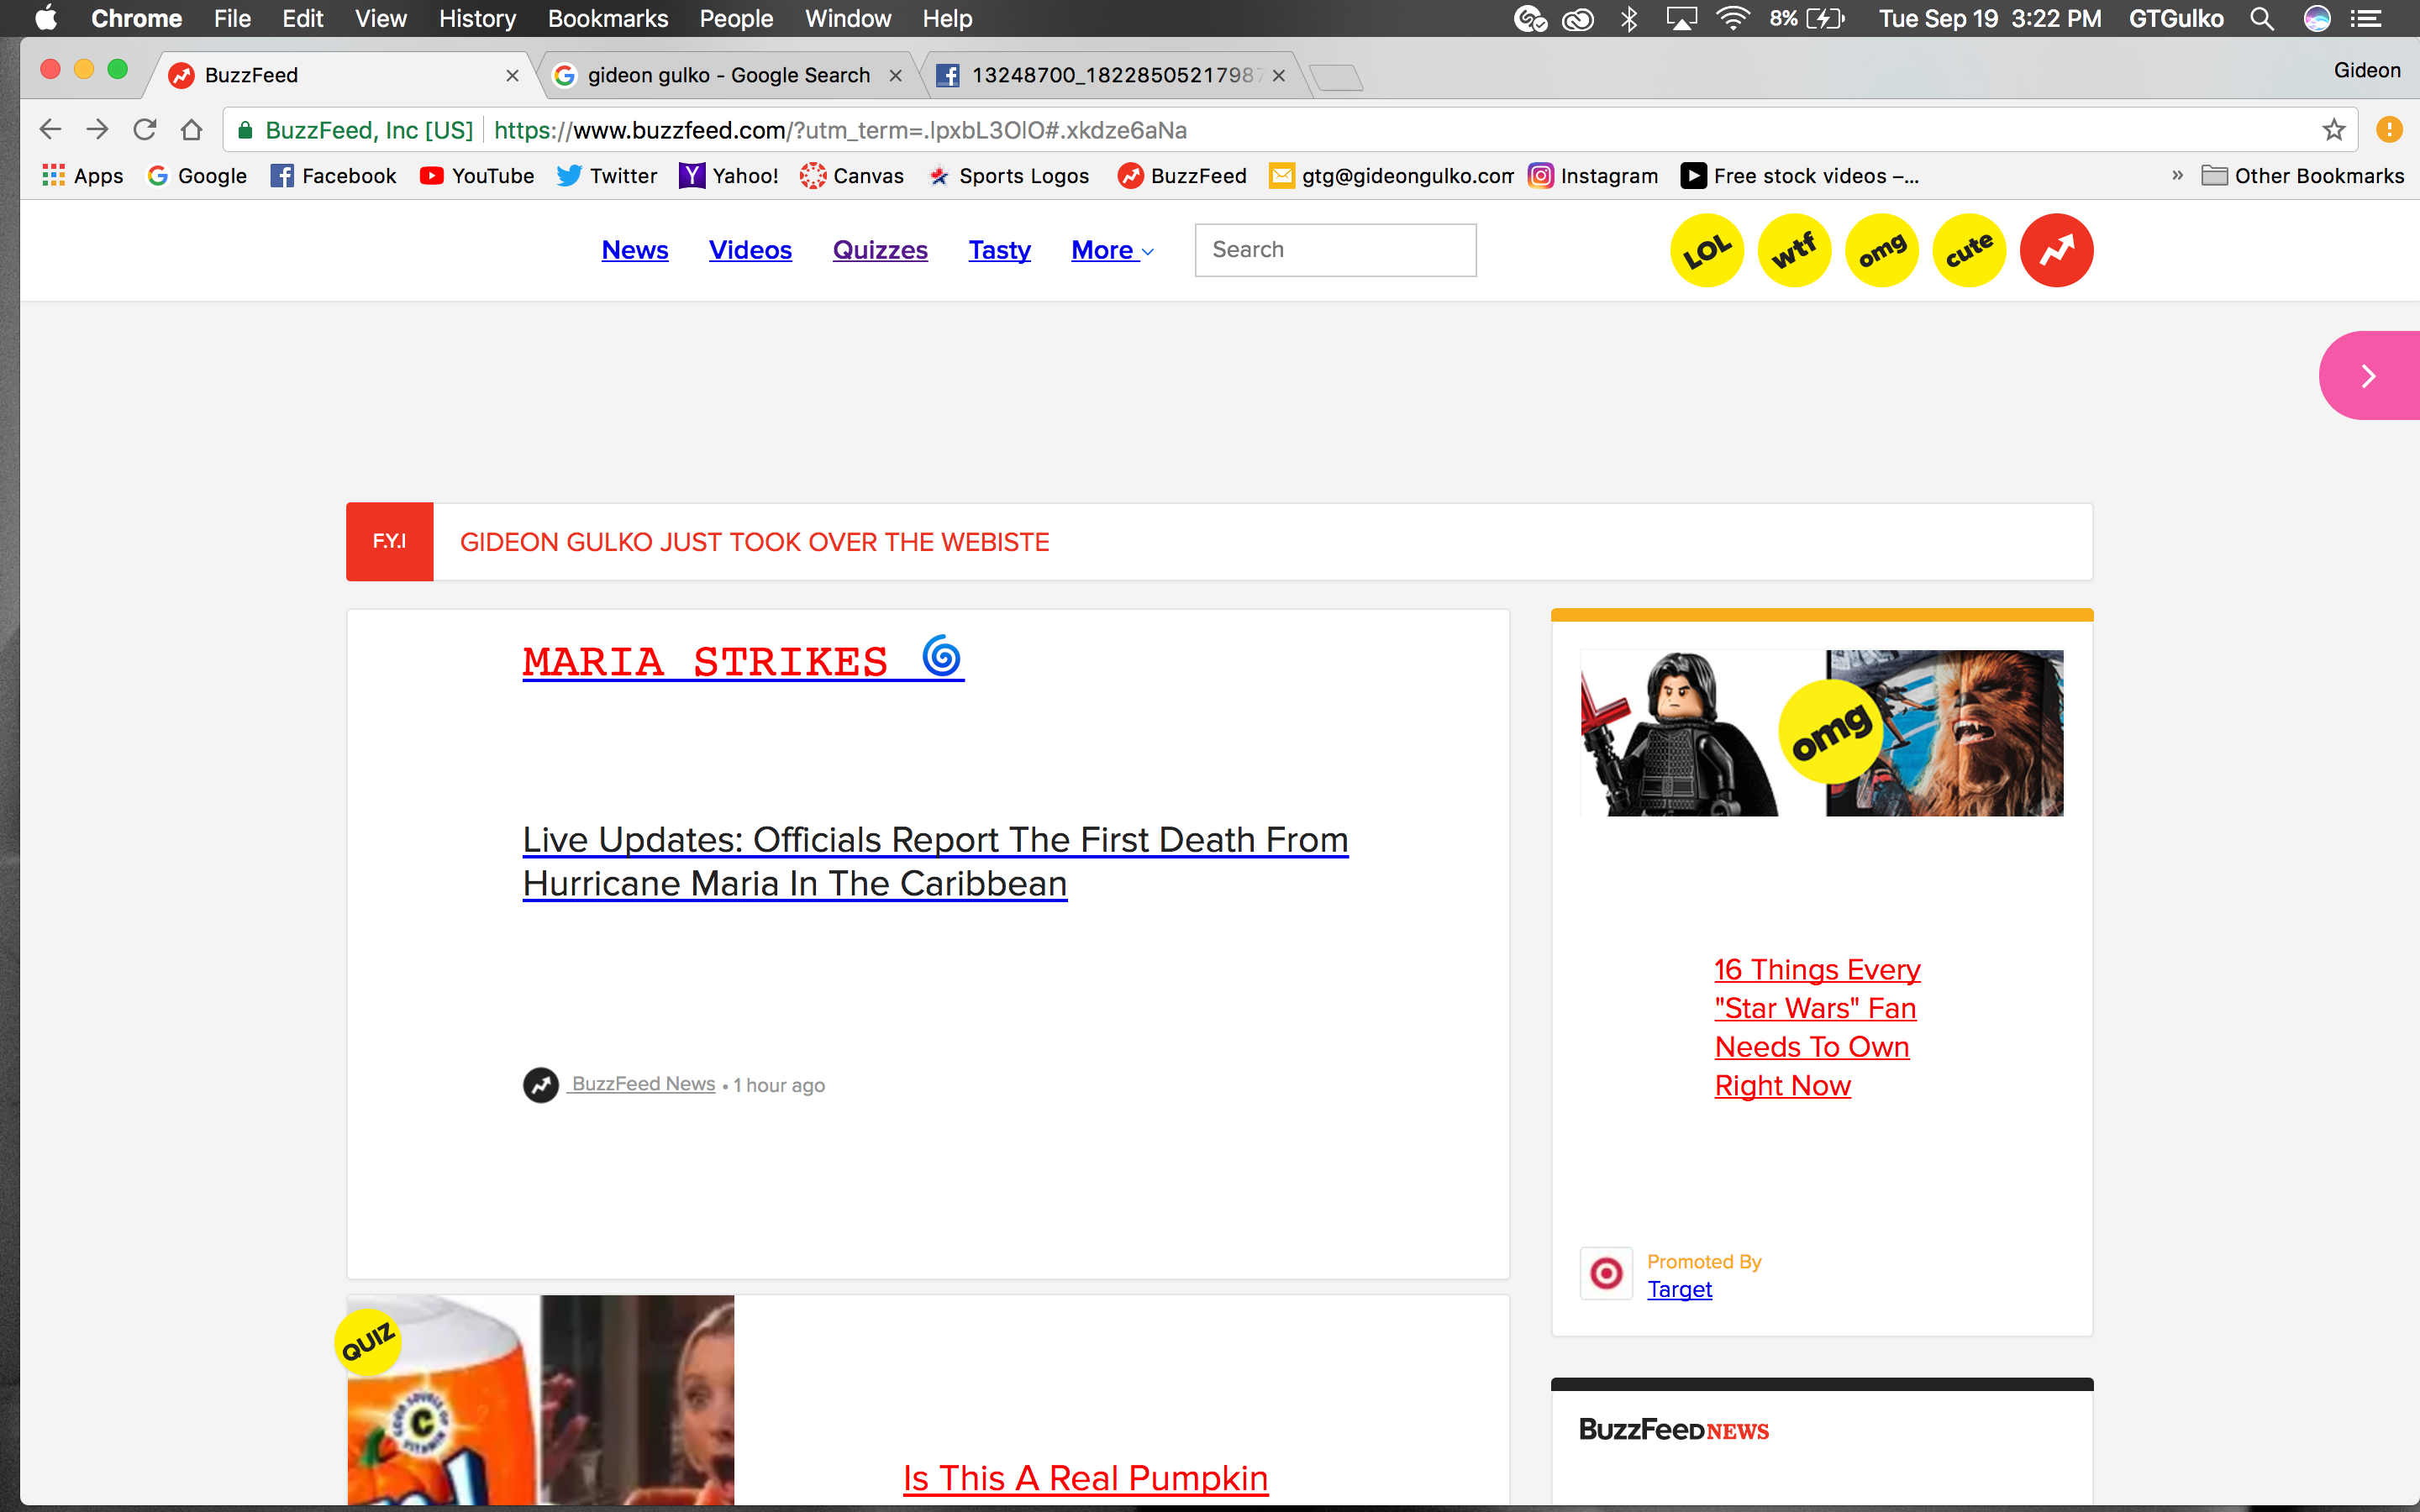 Chrome File Edit View History Bookmarks People Window Help 8% Tue Sep 19 3:22 PM GTGulko
BuzzFeed gideon gulko - Google Search 13248700_18228505217987 Gideon
BuzzFeed, Inc [US] https://www.buzzfeed.com/?utm_term=.lpxbL3OlO#.xkdze6aNa
Apps Google Facebook YouTube Twitter Yahoo! Canvas Sports Logos BuzzFeed gtg@gideongulko.com Instagram Free stock videos –... » Other Bookmarks
News Videos Quizzes Tasty More Search LOL wtf omg cute
F.Y.I GIDEON GULKO JUST TOOK OVER THE WEBISTE
MARIA STRIKES 🌀
Live Updates: Officials Report The First Death From
Hurricane Maria In The Caribbean
BuzzFeed News • 1 hour ago
omg
16 Things Every
"Star Wars" Fan
Needs To Own
Right Now
Promoted By
Target
QUIZ
GOOD SOURCE OF
C
VITAMIN
Is This A Real Pumpkin
BuzzFeed NEWS